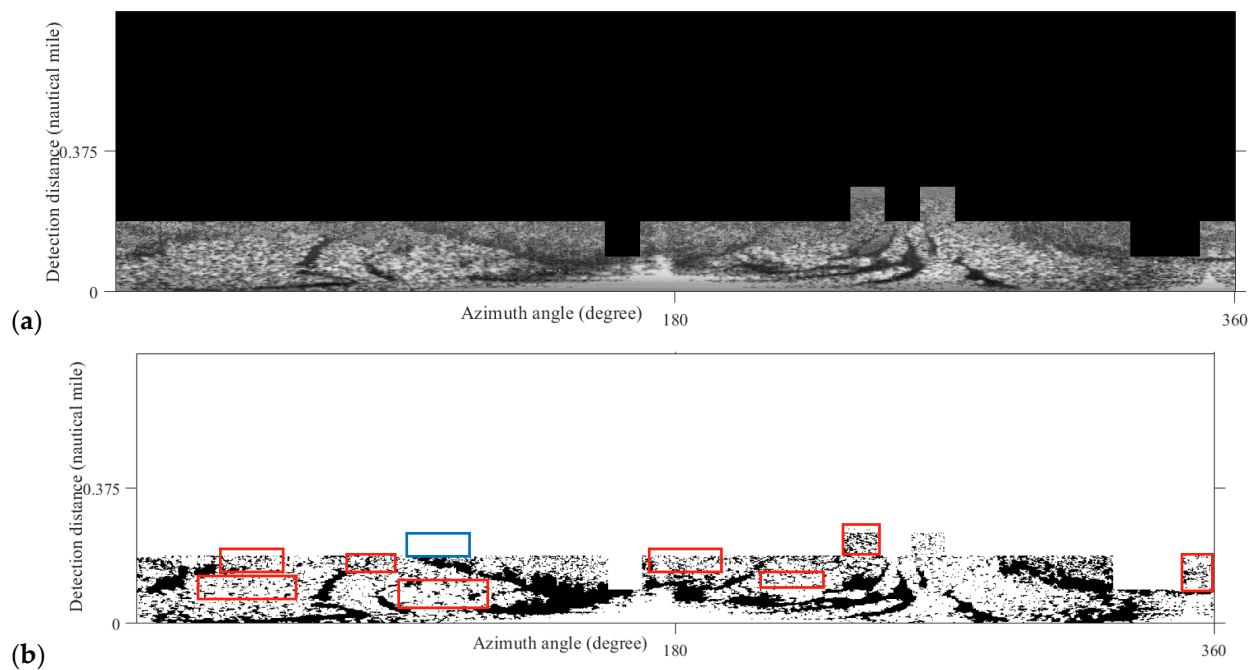 Detection distance (nautical mile)
0.375
0
Azimuth angle (degree)
180
360
(a)
Detection distance (nautical mile)
0.375
0
Azimuth angle (degree)
180
360
(b)